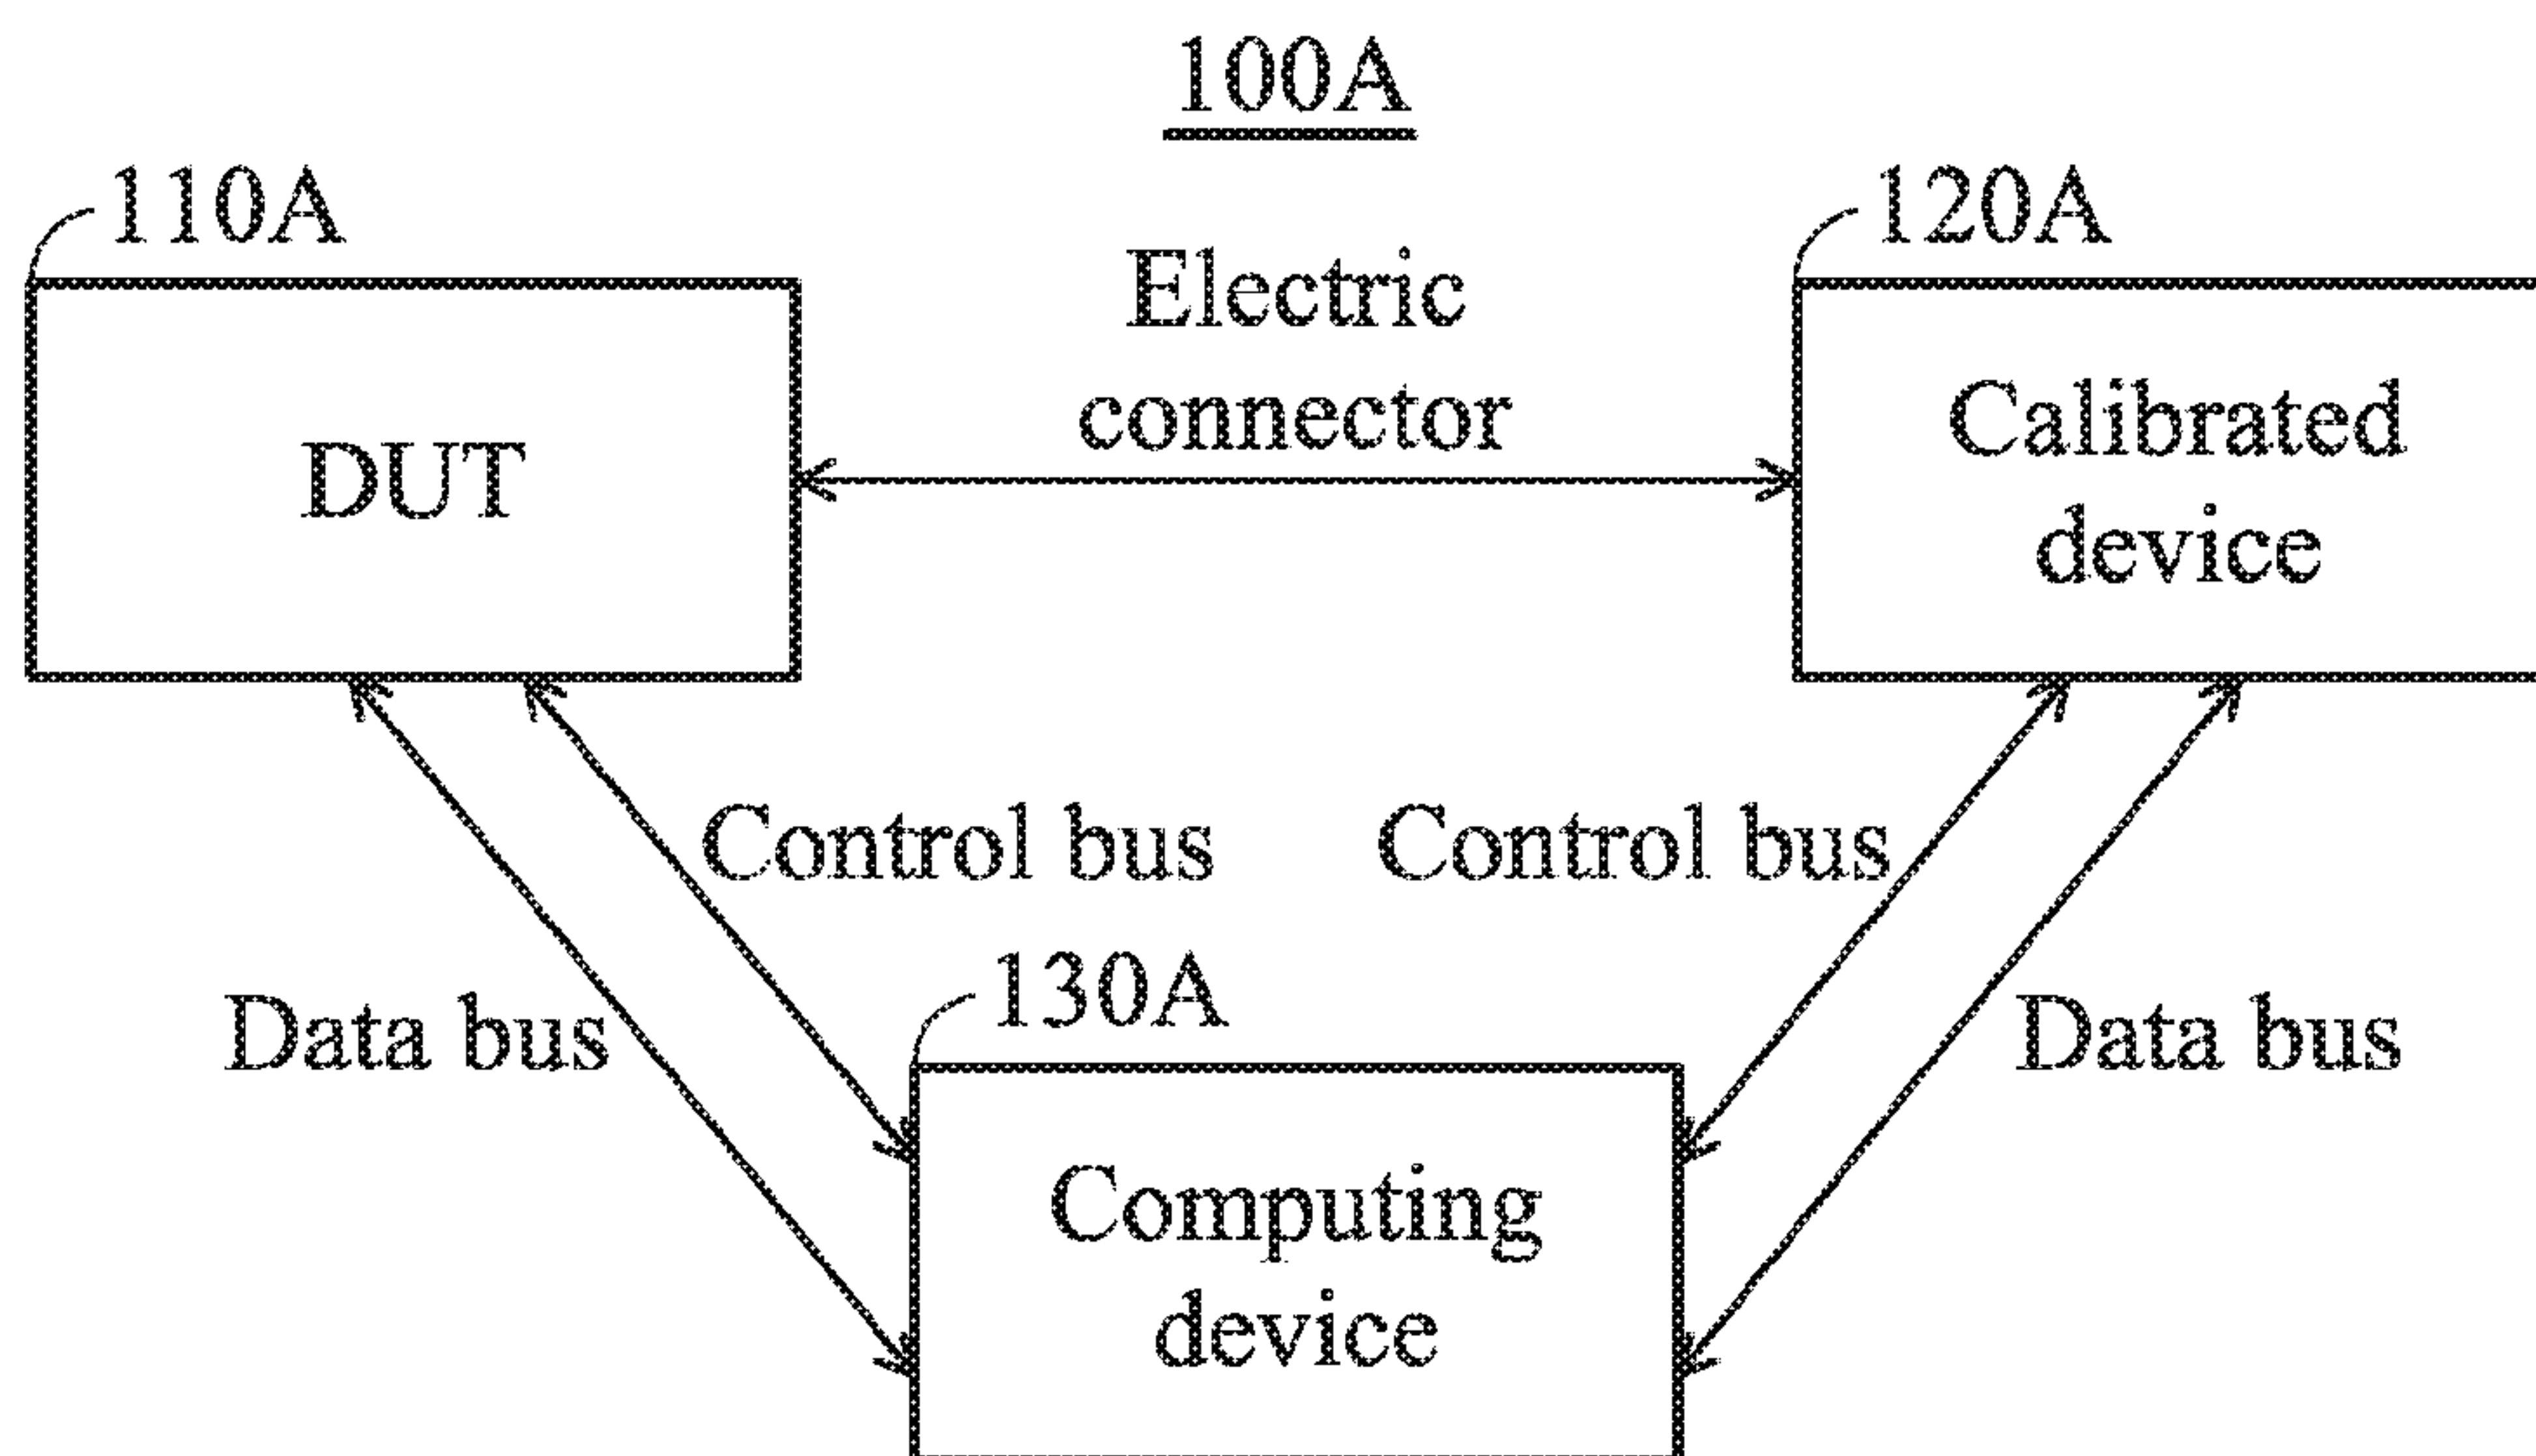 100A
110A
120A
Electric
connector
DUT
Calibrated
device
Control bus
Control bus
130A
Data bus
Data bus
Computing
device